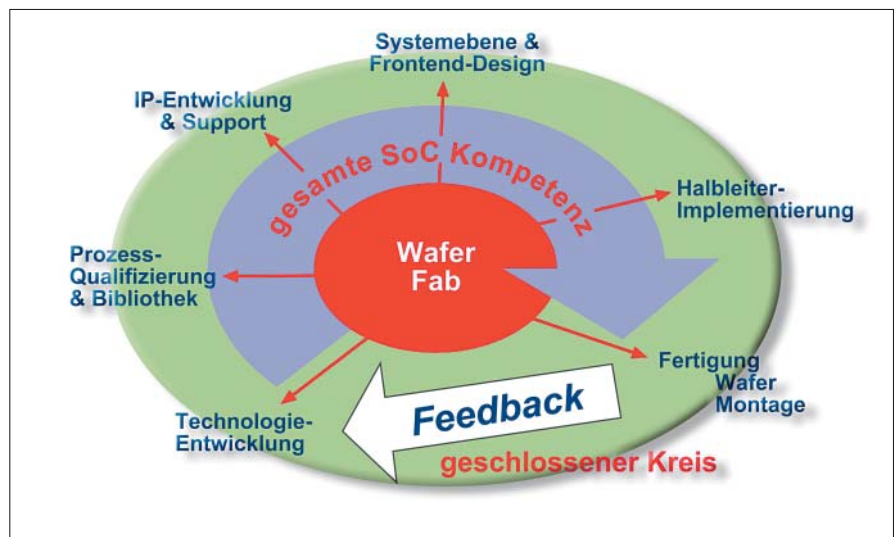 Systemebene &
Frontend-Design
IP-Entwicklung
& Support
gesamte SoC Kompetenz
Halbleiter-
Implementierung
Wafer
Fab
Prozess-
Qualifizierung
& Bibliothek
Fertigung
Wafer
Montage
Feedback
Technologie-
Entwicklung
geschlossener Kreis